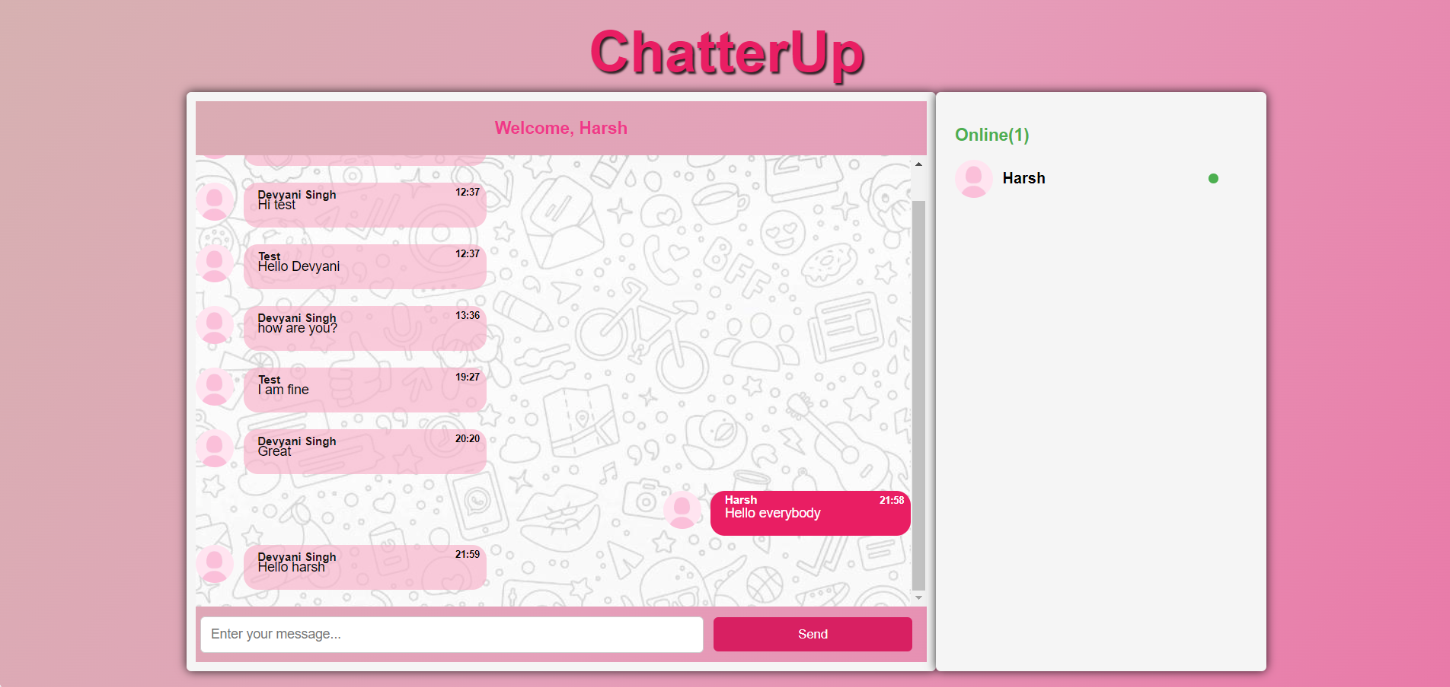 ChatterUp
Welcome, Harsh
Devyani Singh 12:37
Hi test
Test 12:37
Hello Devyani
Devyani Singh 13:36
how are you?
Test 19:27
I am fine
Devyani Singh 20:20
Great
Harsh 21:58
Hello everybody
Devyani Singh 21:59
Hello harsh
Enter your message...
Send
Online(1)
Harsh
BFF
24